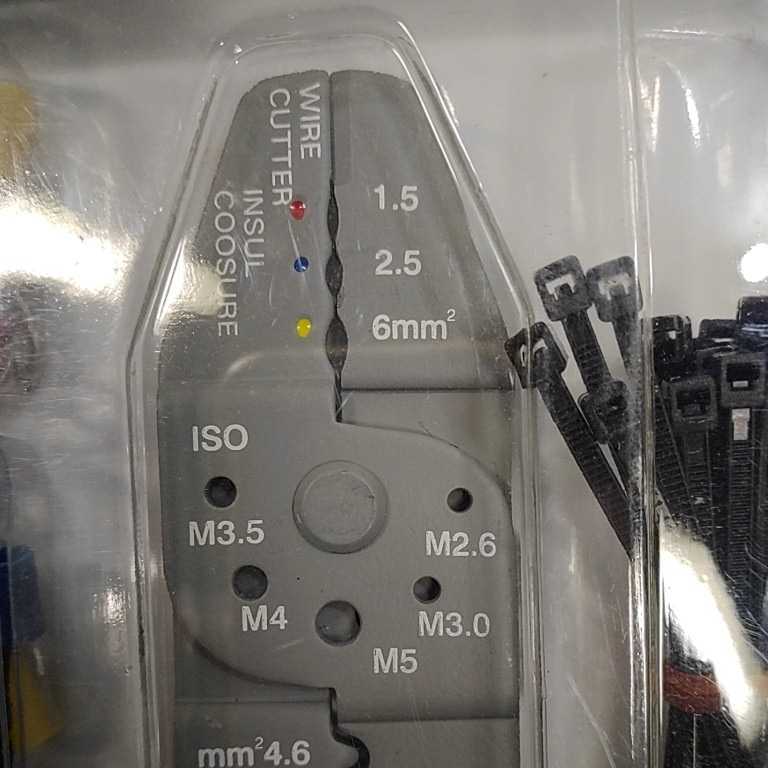 WIRE
CUTTER
INSUL
COOSURE
1.5
2.5
6mm²
ISO
M3.5
M2.6
M4
M3.0
M5
mm²4.6